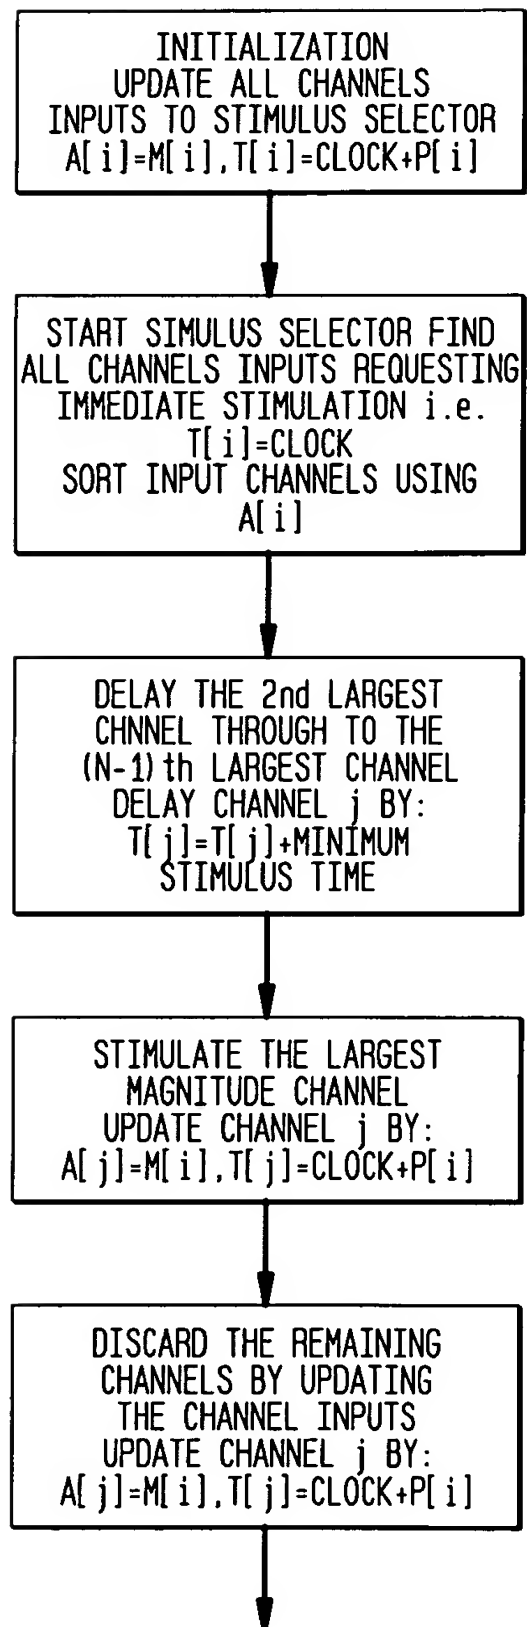 INITIALIZATION
UPDATE ALL CHANNELS
INPUTS TO STIMULUS SELECTOR
A[i]=M[i],T[i]=CLOCK+P[i]
START SIMULUS SELECTOR FIND
ALL CHANNELS INPUTS REQUESTING
IMMEDIATE STIMULATION i.e.
T[i]=CLOCK
SORT INPUT CHANNELS USING
A[i]
DELAY THE 2nd LARGEST
CHNNEL THROUGH TO THE
(N-1)th LARGEST CHANNEL
DELAY CHANNEL j BY:
T[j]=T[j]+MINIMUM
STIMULUS TIME
STIMULATE THE LARGEST
MAGNITUDE CHANNEL
UPDATE CHANNEL j BY:
A[j]=M[i],T[j]=CLOCK+P[i]
DISCARD THE REMAINING
CHANNELS BY UPDATING
THE CHANNEL INPUTS
UPDATE CHANNEL j BY:
A[j]=M[i],T[j]=CLOCK+P[i]